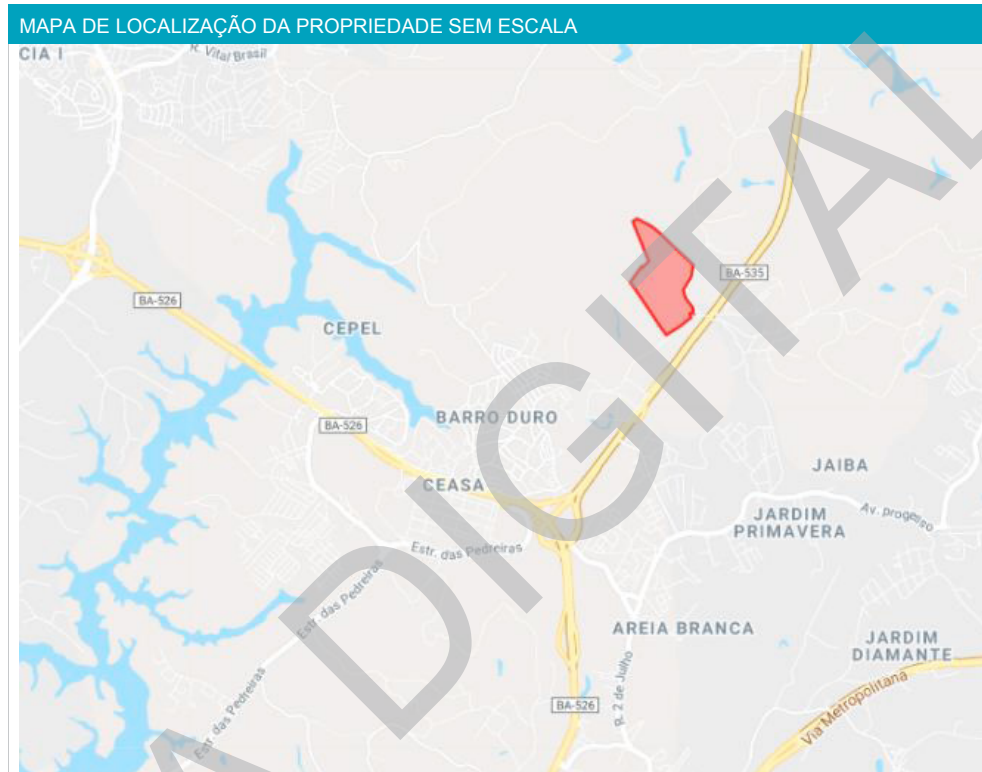 MAPA DE LOCALIZAÇÃO DA PROPRIEDADE SEM ESCALA
CIA I
R. Vital Brasil
BA-535
BA-526
CEPEL
BARRO DURO
BA-526
JAIBA
CEASA
Av. progesso
JARDIM
PRIMAVERA
Estr. das Pedreiras
Estr. das Pedreiras
AREIA BRANCA
JARDIM
DIAMANTE
R. 2 de Julho
Estr. das Pedreiras
BA-526
Via Metropolitana
A DIGITAL